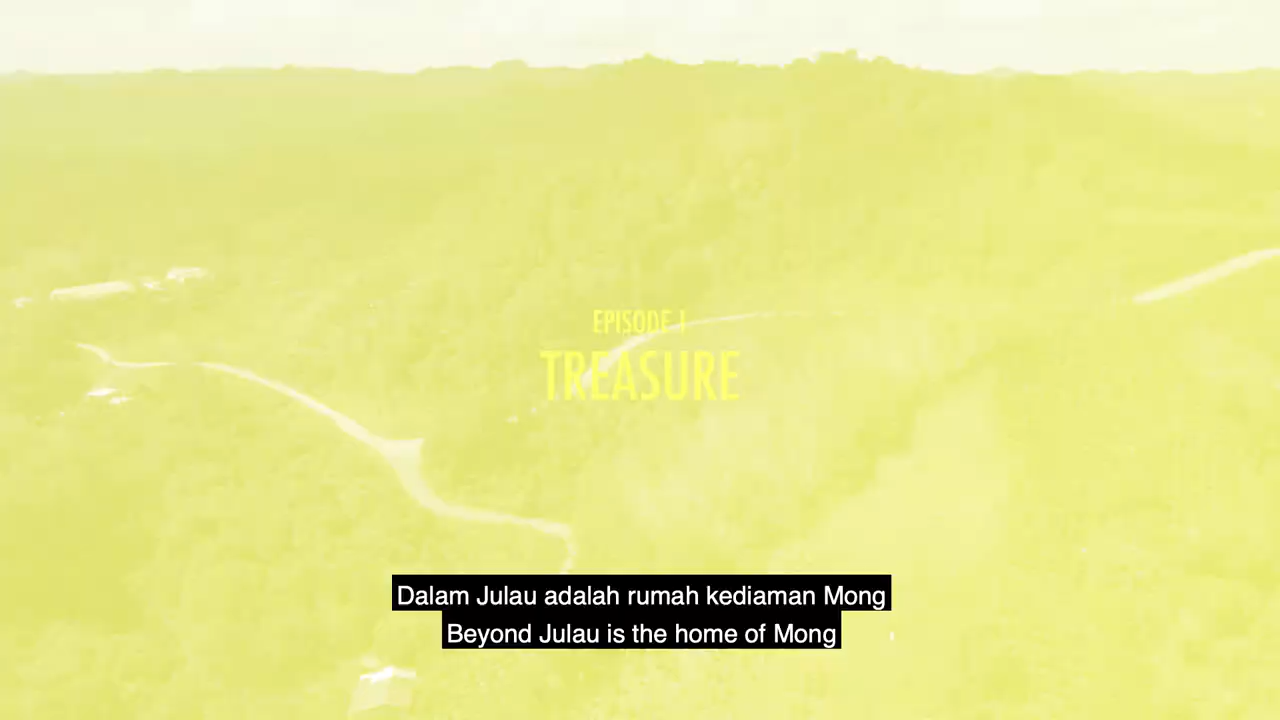 EPISODE 1
TREASURE
Dalam Julau adalah rumah kediaman Mong
Beyond Julau is the home of Mong